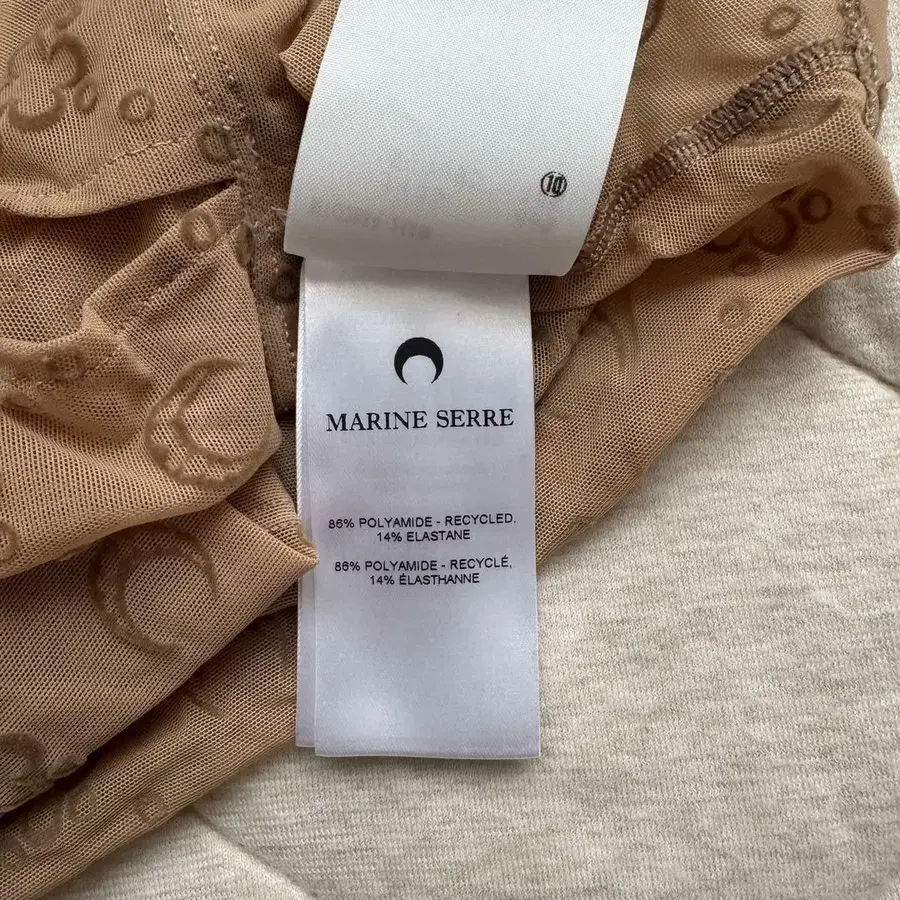 10
MARINE SERRE
86% POLYAMIDE - RECYCLED,
14% ELASTANE
86% POLYAMIDE - RECYCLÉ,
14% ÉLASTHANNE